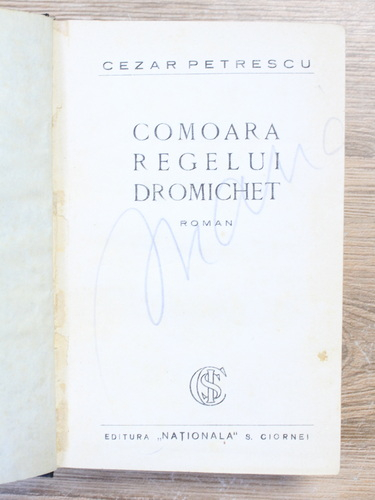 CEZAR PETRESCU
COMOARA
REGELUI
DROMICHET
ROMAN
EDITURA „NAȚIONALA” S. CIORNEI